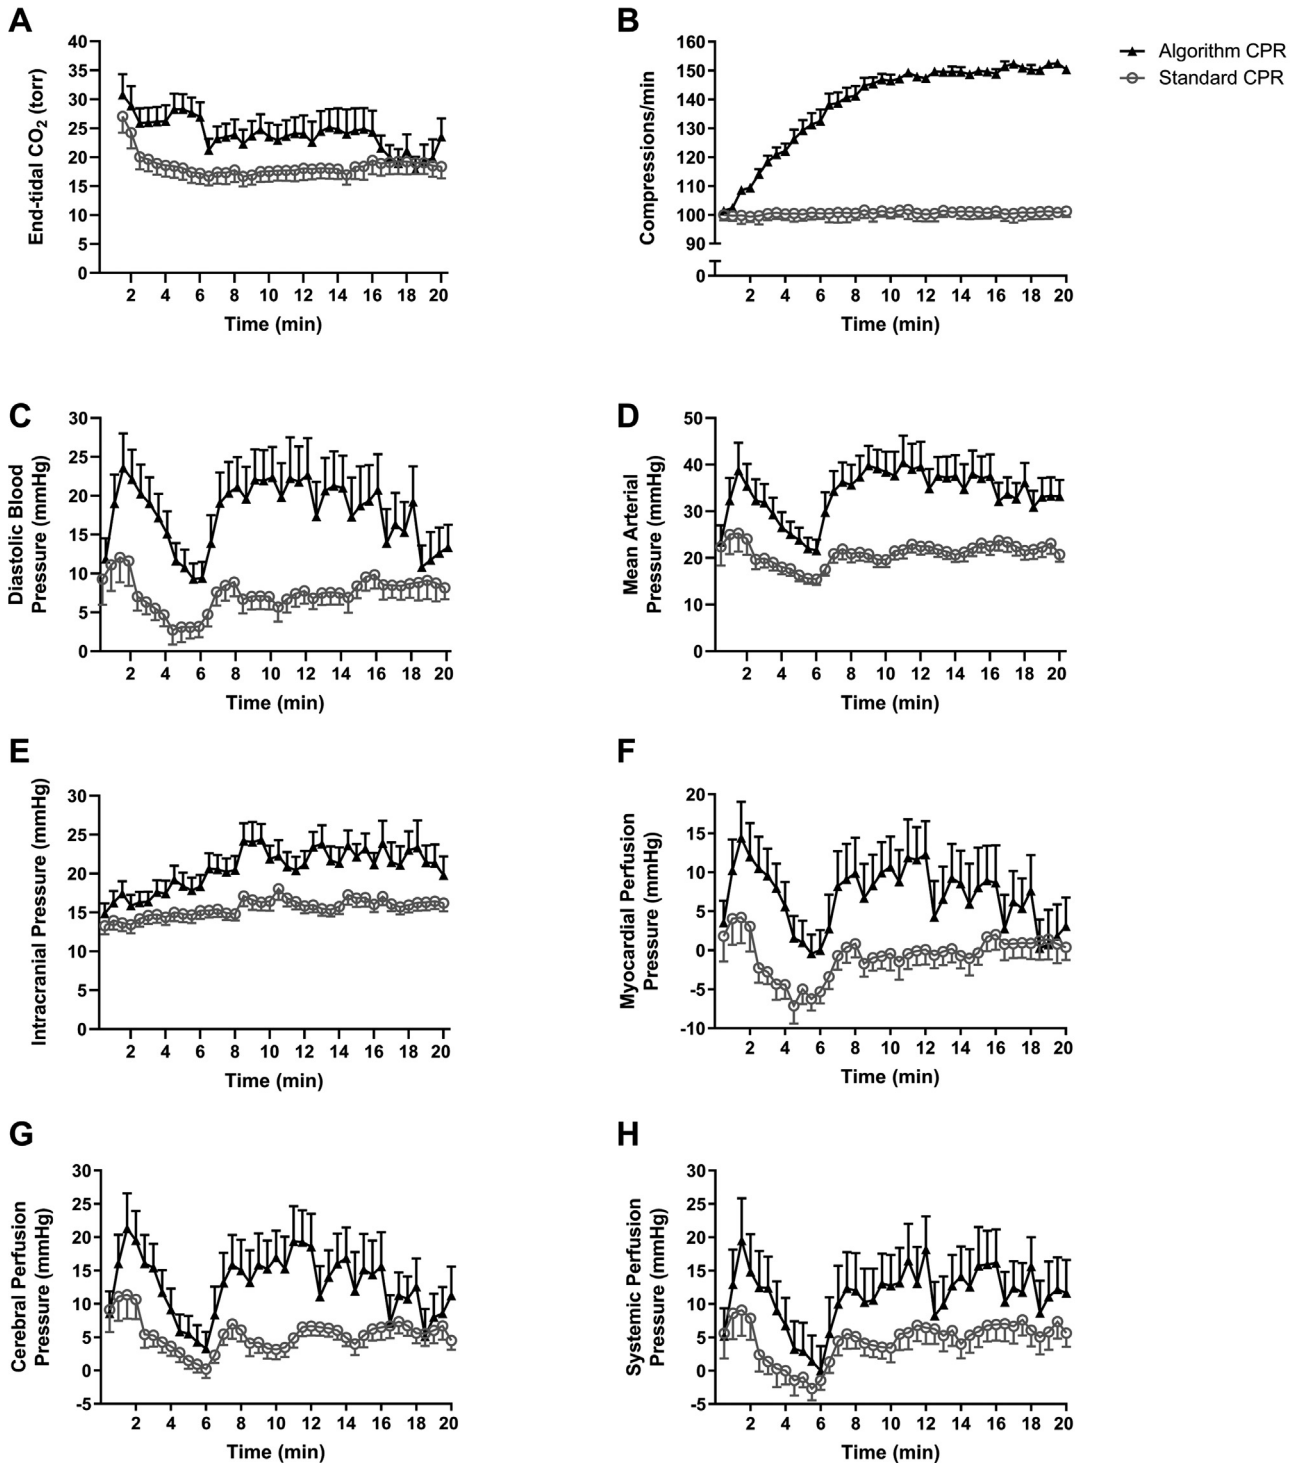 A
End-tidal CO2 (torr)
40
35
30
25
20
15
10
5
0
2 4 6 8 10 12 14 16 18 20
Time (min)
B
Compressions/min
160
150
140
130
120
110
100
90
0
2 4 6 8 10 12 14 16 18 20
Time (min)
Algorithm CPR
Standard CPR
C
Diastolic Blood
Pressure (mmHg)
30
25
20
15
10
5
0
2 4 6 8 10 12 14 16 18 20
Time (min)
D
Mean Arterial
Pressure (mmHg)
50
40
30
20
10
0
2 4 6 8 10 12 14 16 18 20
Time (min)
E
Intracranial Pressure (mmHg)
30
25
20
15
10
5
0
2 4 6 8 10 12 14 16 18 20
Time (min)
F
Myocardial Perfusion
Pressure (mmHg)
20
15
10
5
0
-5
-10
2 4 6 8 10 12 14 16 18 20
Time (min)
G
Cerebral Perfusion
Pressure (mmHg)
30
25
20
15
10
5
0
-5
2 4 6 8 10 12 14 16 18 20
Time (min)
H
Systemic Perfusion
Pressure (mmHg)
30
25
20
15
10
5
0
-5
2 4 6 8 10 12 14 16 18 20
Time (min)